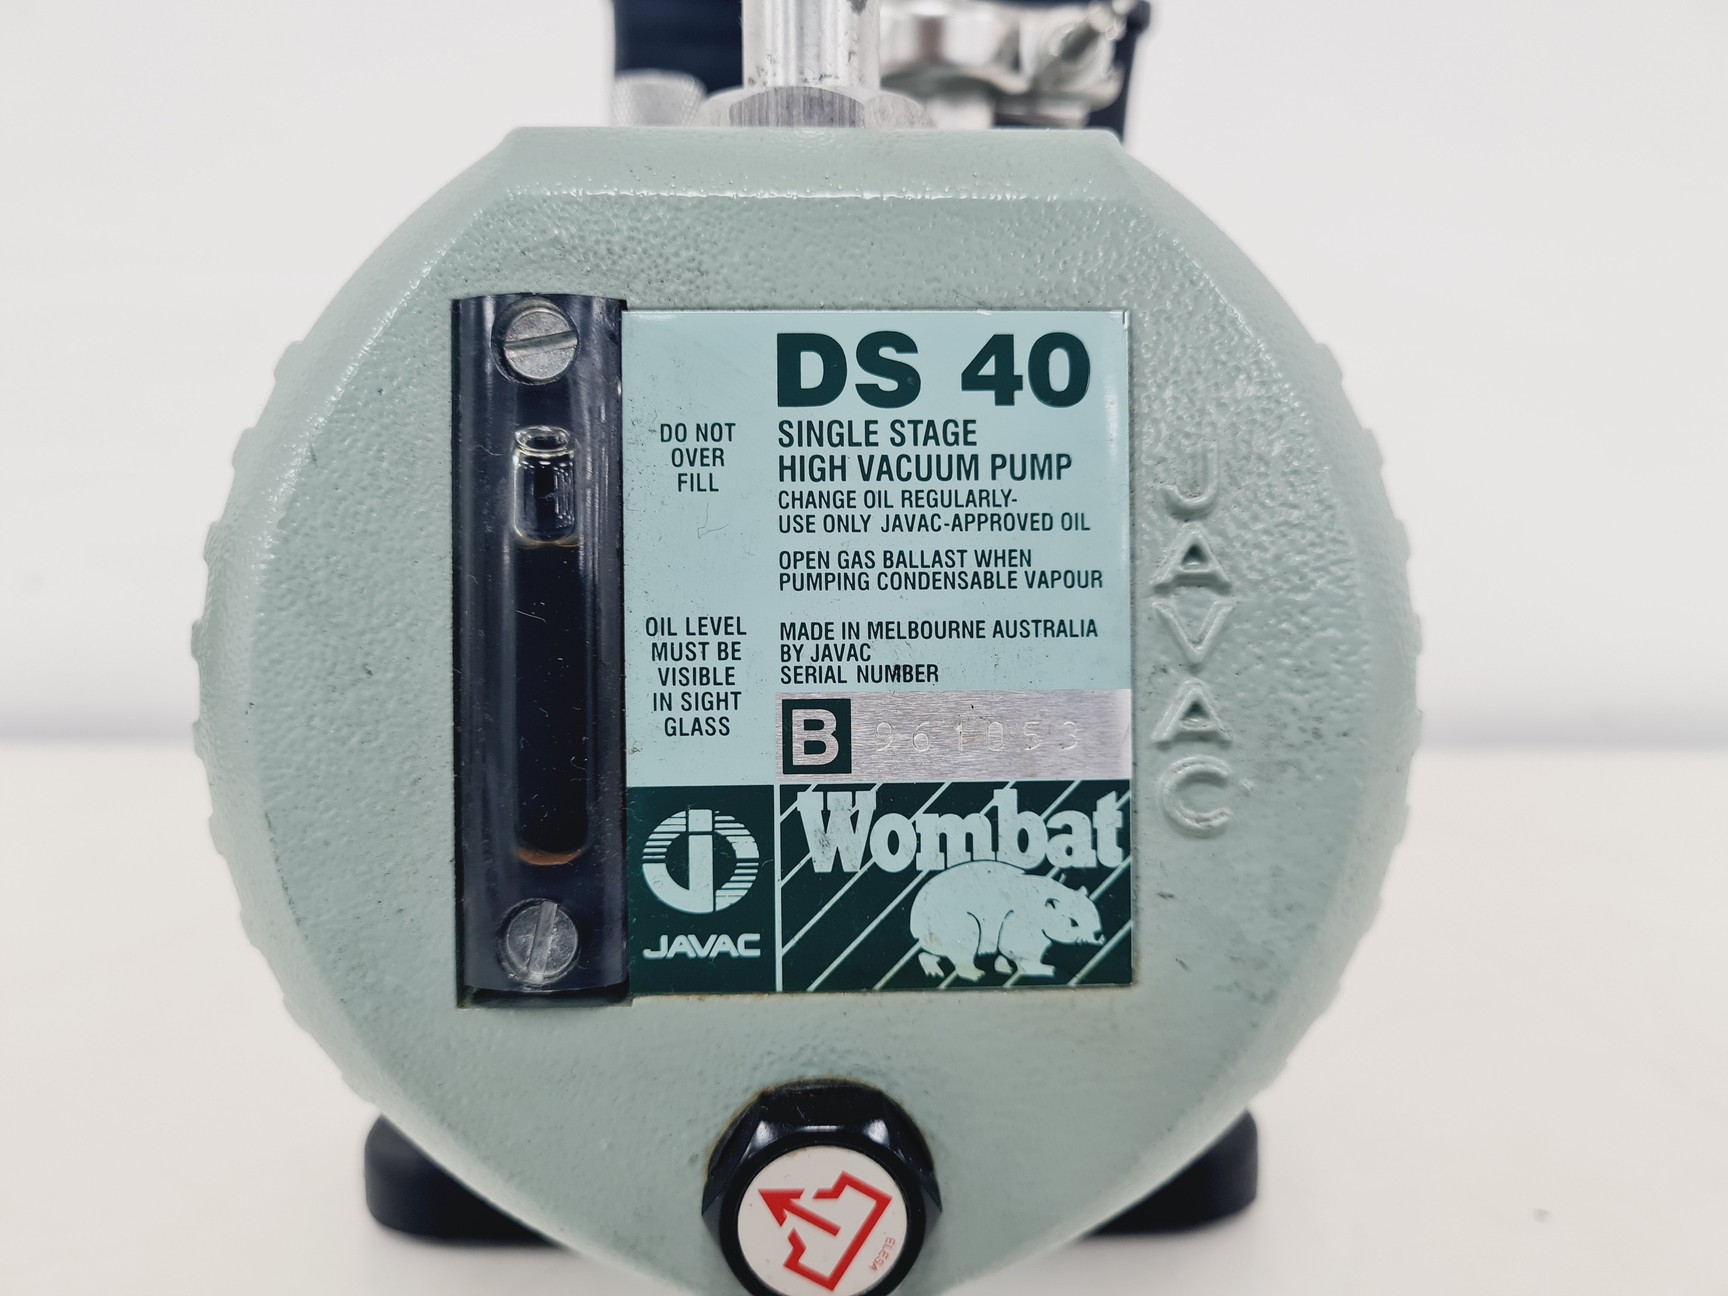 DS 40
SINGLE STAGE
HIGH VACUUM PUMP
CHANGE OIL REGULARLY-
USE ONLY JAVAC-APPROVED OIL
OPEN GAS BALLAST WHEN
PUMPING CONDENSABLE VAPOUR
MADE IN MELBOURNE AUSTRALIA
BY JAVAC
SERIAL NUMBER
B 961053
DO NOT
OVER
FILL
OIL LEVEL
MUST BE
VISIBLE
IN SIGHT
GLASS
JAVAC
Wombat
JAVAC
ELESA